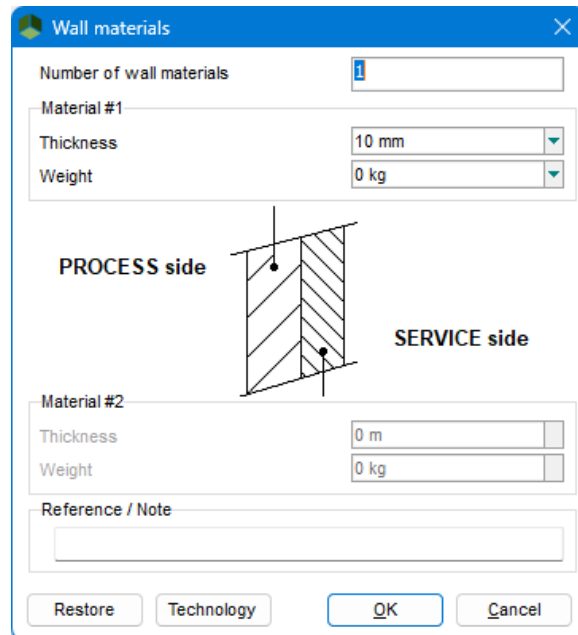 Wall materials
Number of wall materials 1
Material #1
Thickness 10 mm
Weight 0 kg
PROCESS side
SERVICE side
Material #2
Thickness 0 m
Weight 0 kg
Reference / Note
Restore Technology OK Cancel